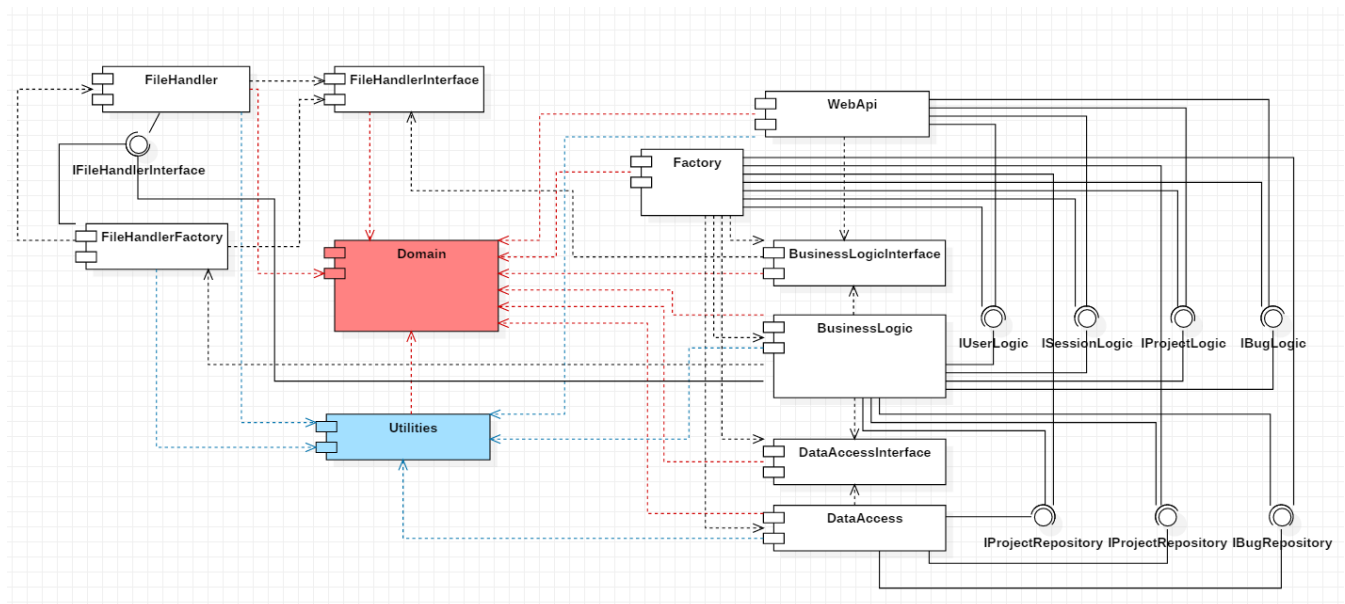 FileHandler
FileHandlerInterface
WebApi
Factory
IFileHandlerInterface
FileHandlerFactory
Domain
BusinessLogicInterface
BusinessLogic
IUserLogic
ISessionLogic
IProjectLogic
IBugLogic
Utilities
DataAccessInterface
DataAccess
IProjectRepository
IProjectRepository
IBugRepository